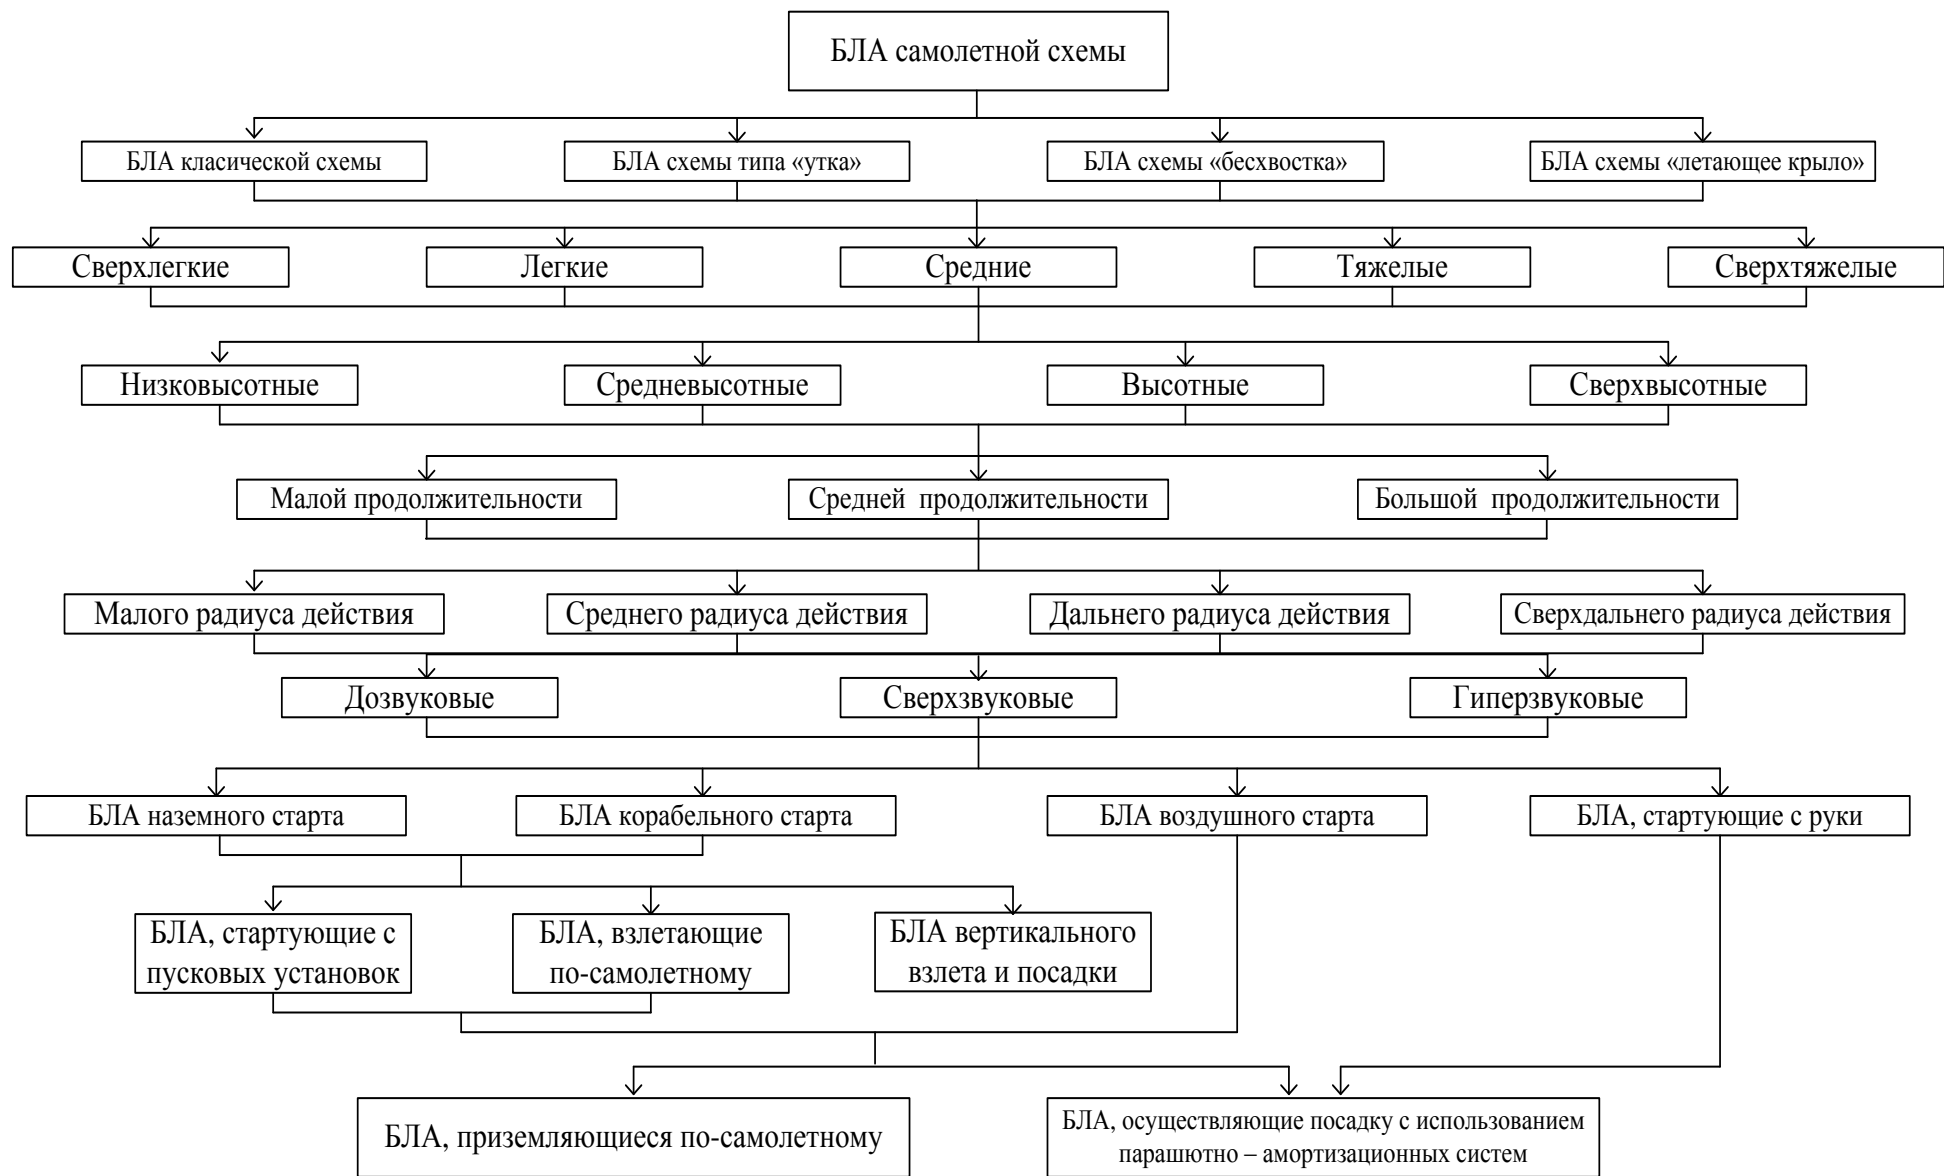 БЛА самолетной схемы
БЛА класической схемы
БЛА схемы типа «утка»
БЛА схемы «бесхвостка»
БЛА схемы «летающее крыло»
Сверхлегкие
Легкие
Средние
Тяжелые
Сверхтяжелые
Низковысотные
Средневысотные
Высотные
Сверхвысотные
Малой продолжительности
Средней продолжительности
Большой продолжительности
Малого радиуса действия
Среднего радиуса действия
Дальнего радиуса действия
Сверхдальнего радиуса действия
Дозвуковые
Сверхзвуковые
Гиперзвуковые
БЛА наземного старта
БЛА корабельного старта
БЛА воздушного старта
БЛА, стартующие с руки
БЛА, стартующие с
пусковых установок
БЛА, взлетающие
по-самолетному
БЛА вертикального
взлета и посадки
БЛА, приземляющиеся по-самолетному
БЛА, осуществляющие посадку с использованием
парашютно – амортизационных систем